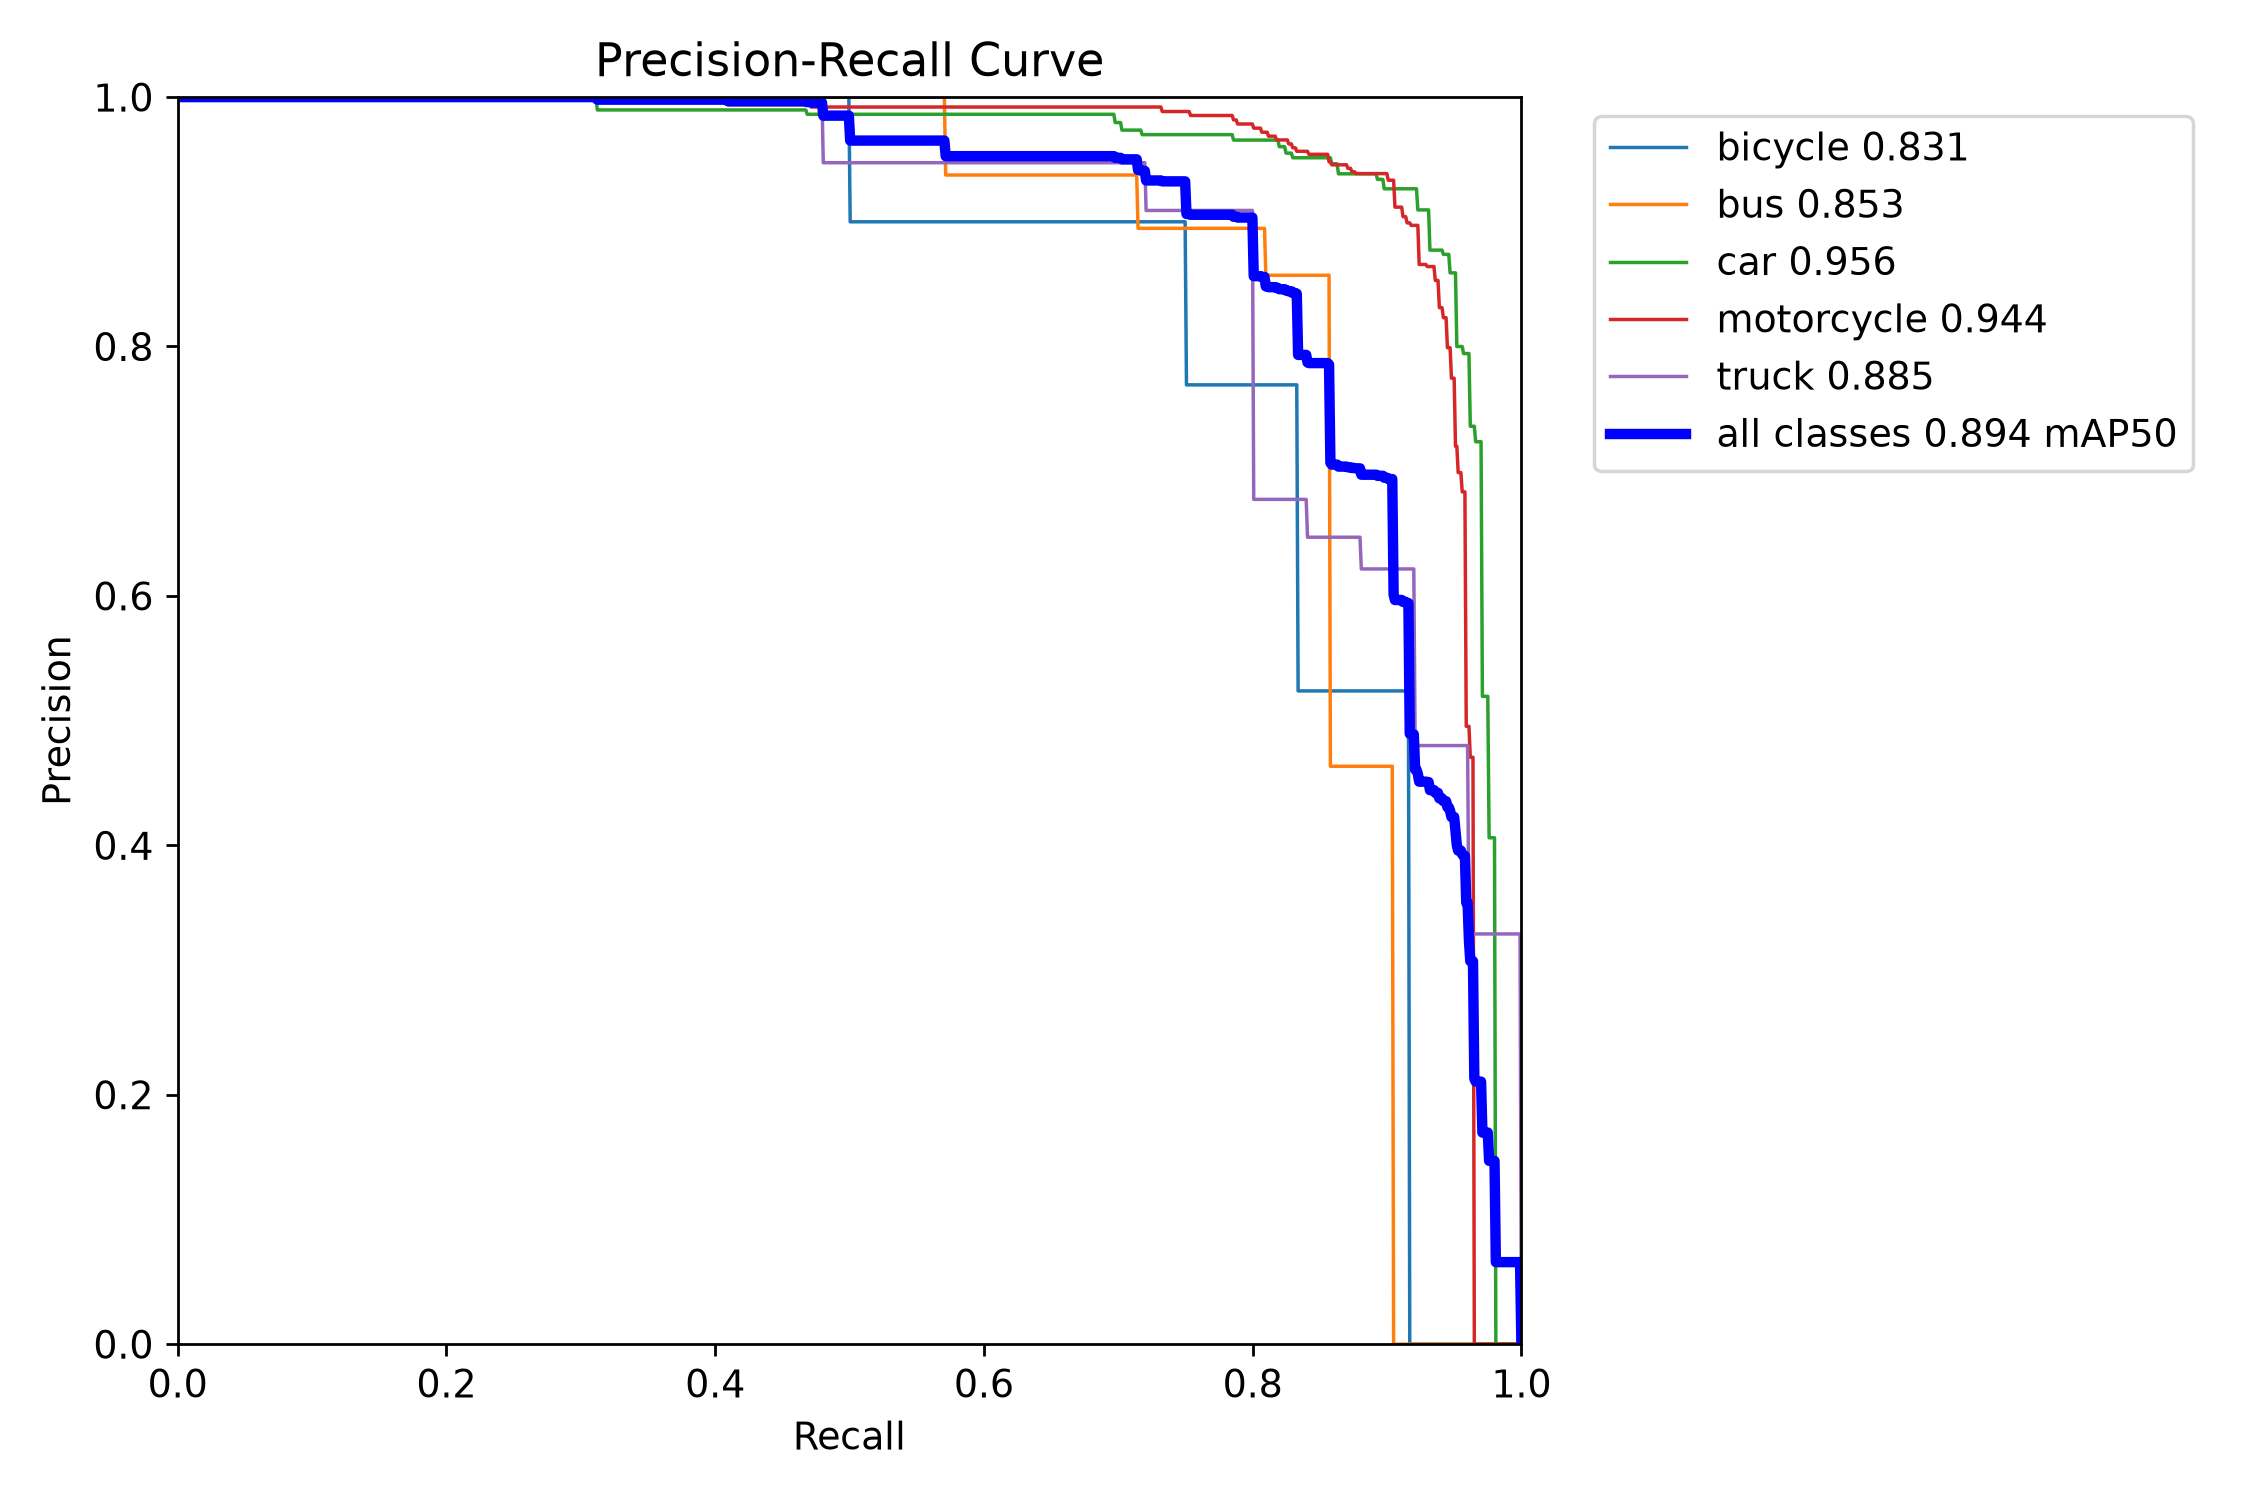 Precision-Recall Curve
1.0
0.8
0.6
0.4
0.2
0.0
Precision
0.0 0.2 0.4 0.6 0.8 1.0
Recall
bicycle 0.831
bus 0.853
car 0.956
motorcycle 0.944
truck 0.885
all classes 0.894 mAP50